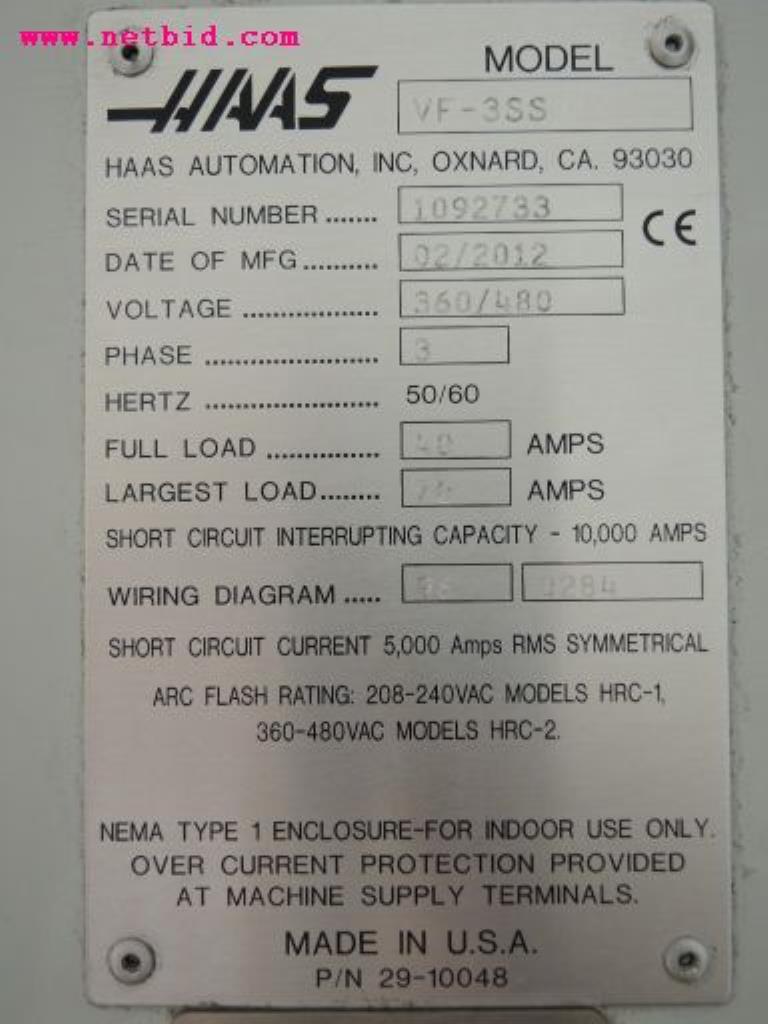 www.netbid.com
MODEL
HAAS VF-3SS
HAAS AUTOMATION, INC, OXNARD, CA. 93030
SERIAL NUMBER ....... 1092733 CE
DATE OF MFG.......... 02/2012
VOLTAGE .................. 360/480
PHASE ....................... 3
HERTZ ....................... 50/60
FULL LOAD ............... 40 AMPS
LARGEST LOAD........ AMPS
SHORT CIRCUIT INTERRUPTING CAPACITY - 10,000 AMPS
WIRING DIAGRAM ..... 0284
SHORT CIRCUIT CURRENT 5,000 Amps RMS SYMMETRICAL
ARC FLASH RATING: 208-240VAC MODELS HRC-1,
360-480VAC MODELS HRC-2.
NEMA TYPE 1 ENCLOSURE-FOR INDOOR USE ONLY.
OVER CURRENT PROTECTION PROVIDED
AT MACHINE SUPPLY TERMINALS.
MADE IN U.S.A.
P/N 29-10048